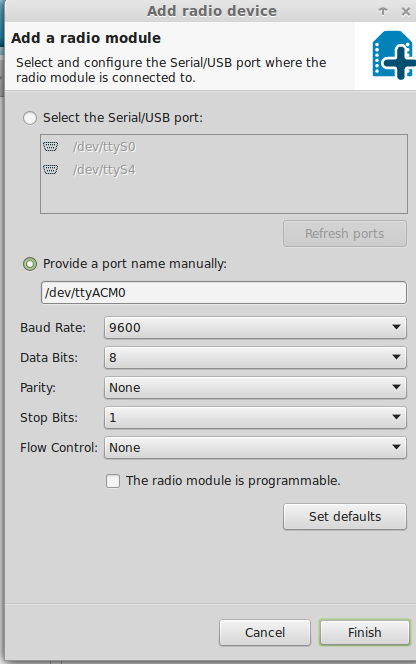 Add radio device
Add a radio module
Select and configure the Serial/USB port where the
radio module is connected to.
Select the Serial/USB port:
/dev/ttyS0
/dev/ttyS4
Refresh ports
Provide a port name manually:
/dev/ttyACM0
Baud Rate: 9600
Data Bits: 8
Parity: None
Stop Bits: 1
Flow Control: None
The radio module is programmable.
Set defaults
Cancel Finish